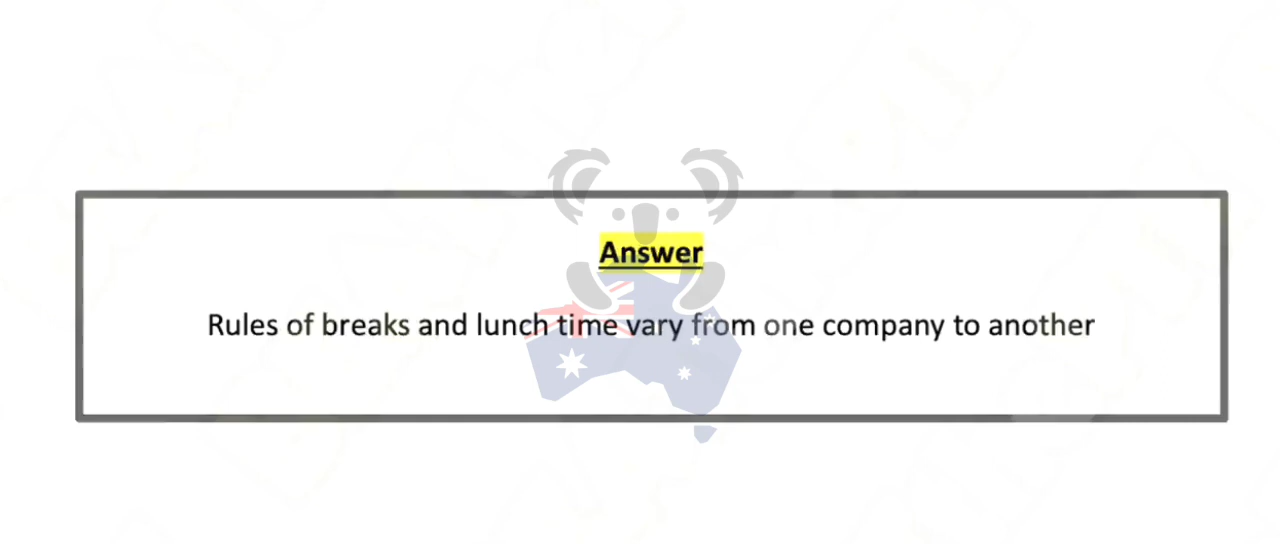 Answer
Rules of breaks and lunch time vary from one company to another